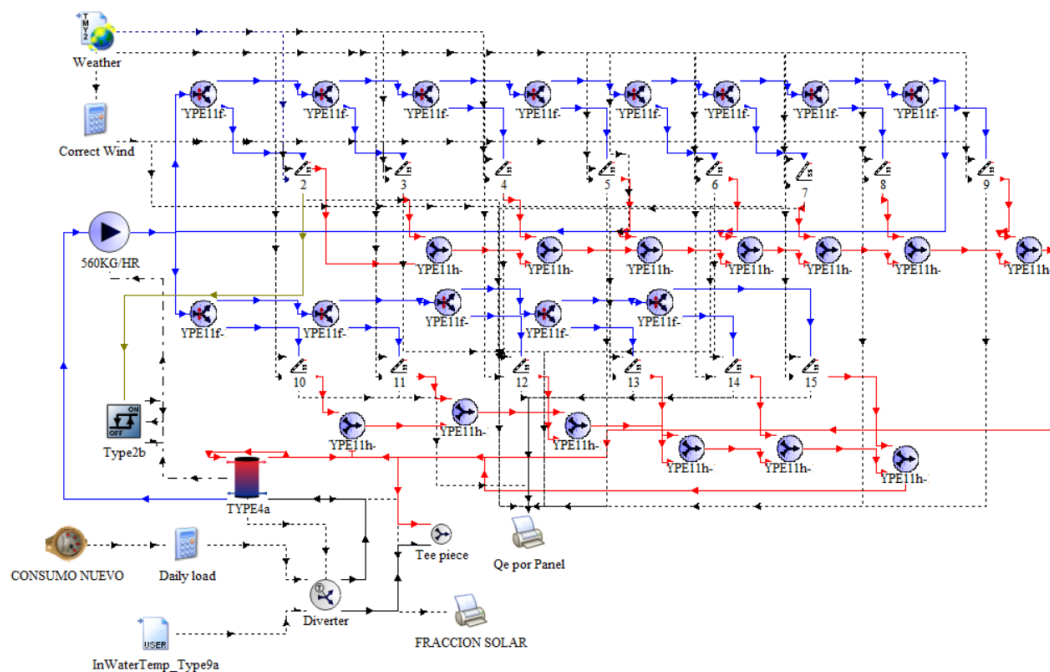 TMY2
Weather
YPE11f-
YPE11f-
YPE11f-
YPE11f-
YPE11f-
YPE11f-
YPE11f-
YPE11f-
Correct Wind
2
3
4
5
6
7
8
9
560KG/HR
YPE11h-
YPE11h-
YPE11h-
YPE11h-
YPE11h-
YPE11h-
YPE11h-
YPE11f-
YPE11f-
YPE11f-
YPE11f-
YPE11f-
10
11
12
13
14
15
ON
OFF
Type2b
YPE11h-
YPE11h-
YPE11h-
YPE11h-
YPE11h-
YPE11h-
TYPE4a
Tee piece
Qe por Panel
CONSUMO NUEVO
Daily load
Diverter
FRACCION SOLAR
USER
InWaterTemp_Type9a